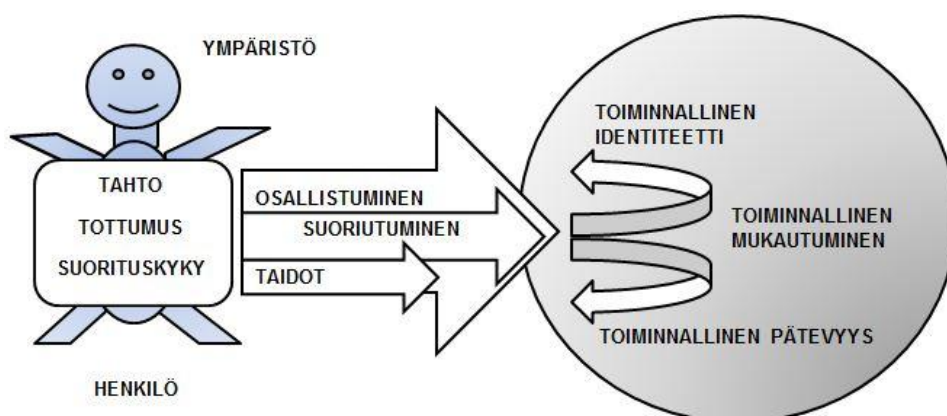 YMPÄRISTÖ
TAHTO
TOTTUMUS
SUORITUSKYKY
HENKILÖ
OSALLISTUMINEN
SUORIUTUMINEN
TAIDOT
TOIMINNALLINEN
IDENTITEETTI
TOIMINNALLINEN
MUKAUTUMINEN
TOIMINNALLINEN PÄTEVYYS